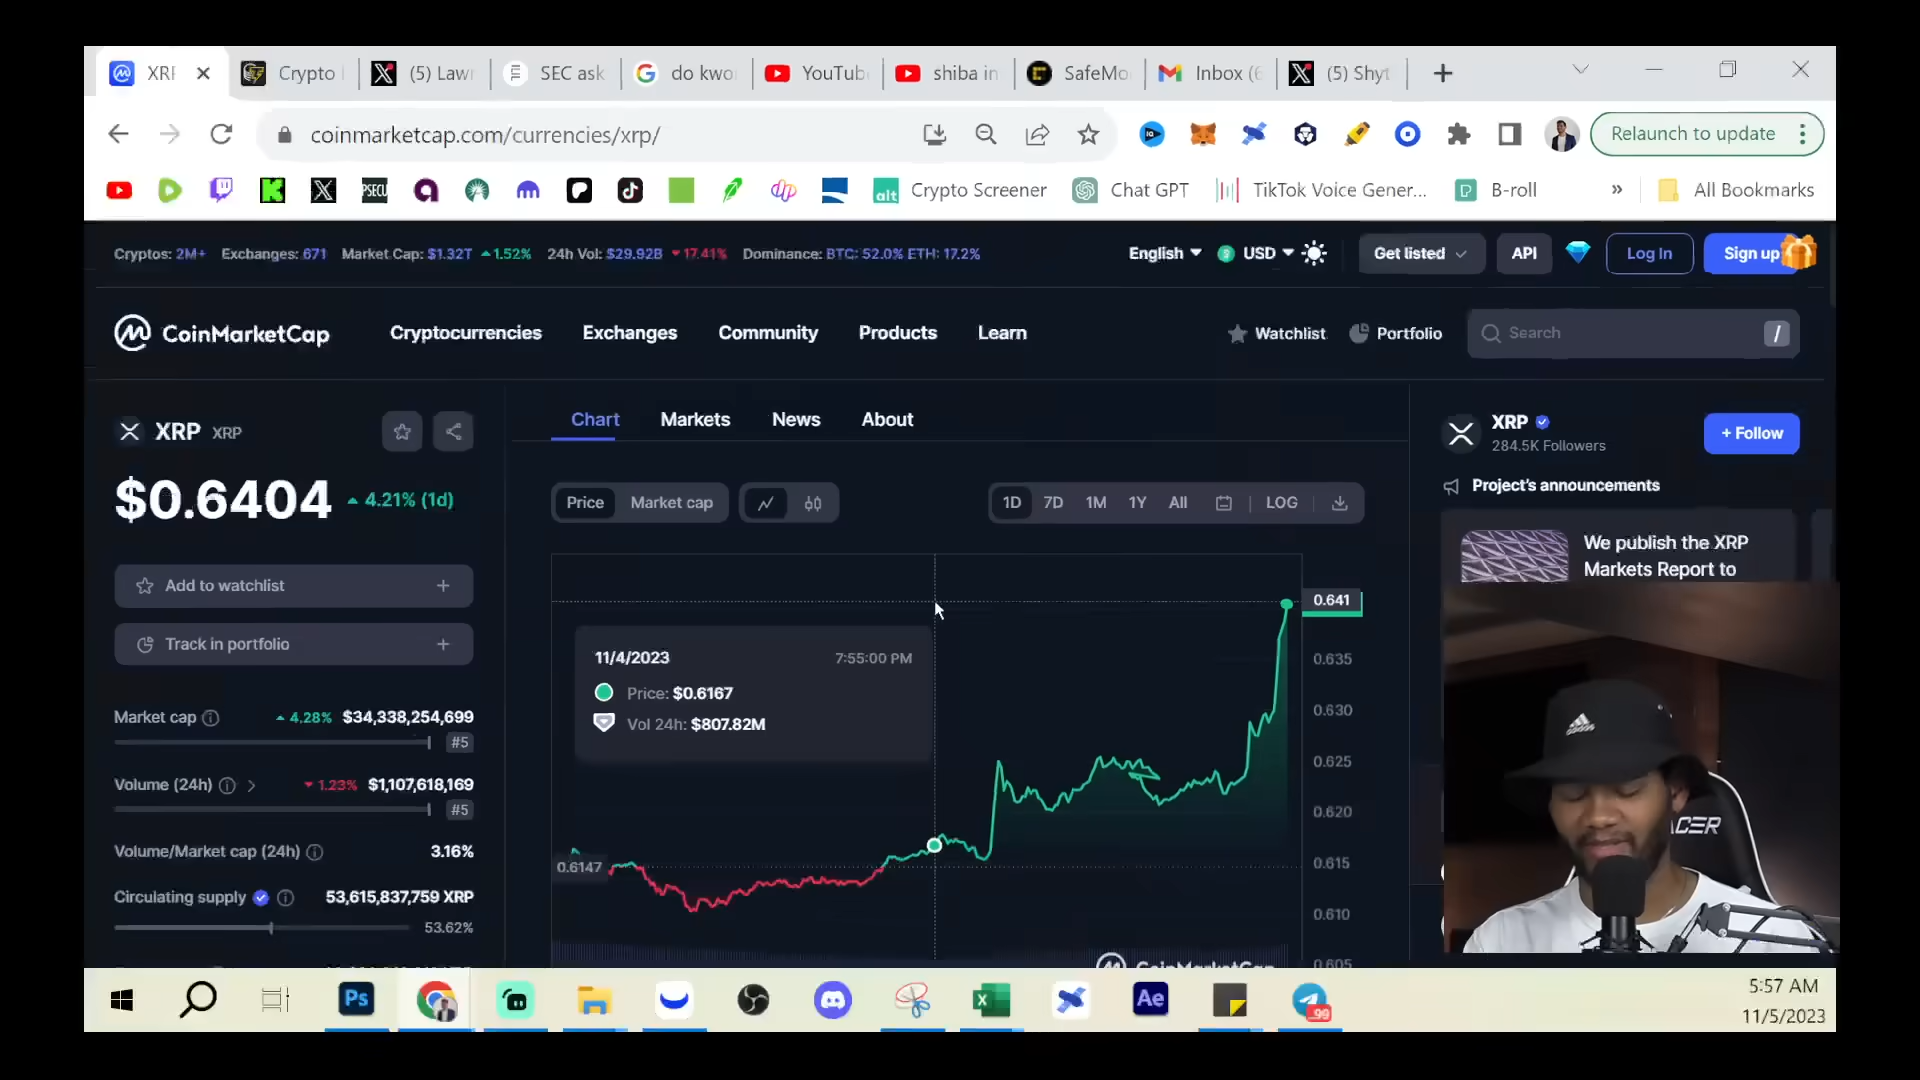 XRP
Crypto
(5) Law
SEC ask
do kwo
YouTub
shiba in
SafeMo
Inbox (6
(5) Shyt
coinmarketcap.com/currencies/xrp/
Relaunch to update
PSECU
alt
Crypto Screener
Chat GPT
TikTok Voice Gener...
B-roll
»
All Bookmarks
Cryptos: 2M+ Exchanges: 671 Market Cap: $1.32T 1.52% 24h Vol: $29.92B 17.41% Dominance: BTC: 52.0% ETH: 17.2%
English USD
Get listed
API
Log In
Sign up
CoinMarketCap
Cryptocurrencies
Exchanges
Community
Products
Learn
Watchlist
Portfolio
Search
/
XRP XRP
$0.6404 4.21% (1d)
Add to watchlist +
Track in portfolio +
Market cap 4.28% $34,338,254,699
#5
Volume (24h) 1.23% $1,107,618,169
#5
Volume/Market cap (24h) 3.16%
Circulating supply 53,615,837,759 XRP
53.62%
Chart Markets News About
Price Market cap
1D 7D 1M 1Y All LOG
11/4/2023 7:55:00 PM
Price: $0.6167
Vol 24h: $807.82M
0.6147
0.641
0.635
0.630
0.625
0.620
0.615
0.610
0.605
CoinMarketCap
XRP
284.5K Followers
+ Follow
Project's announcements
We publish the XRP
Markets Report to
ACER
Ps
Ae
99
5:57 AM
11/5/2023